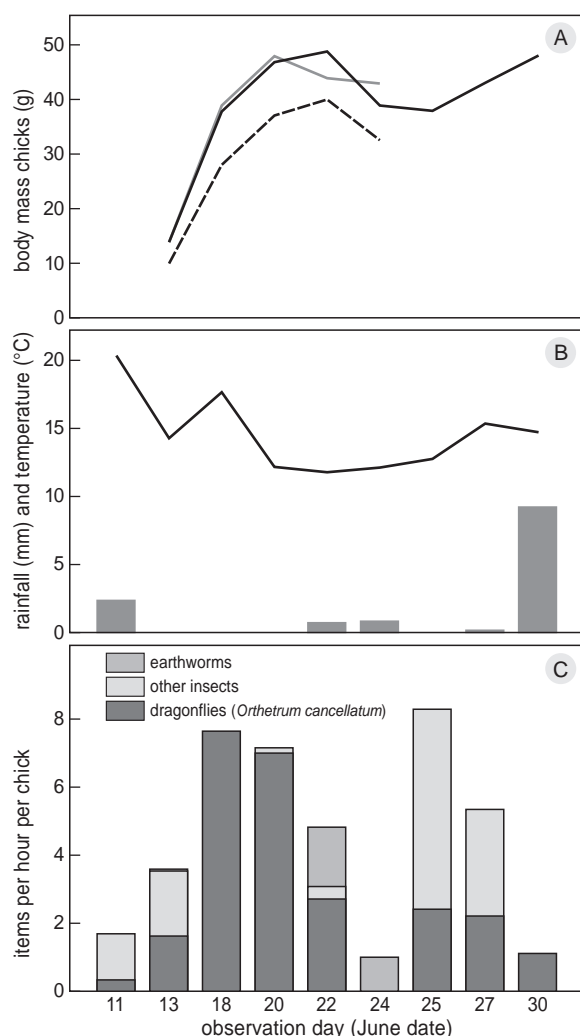 A
50
40
30
20
10
0
body mass chicks (g)
B
20
15
10
5
0
rainfall (mm) and temperature (°C)
C
earthworms
other insects
dragonflies (Orthetrum cancellatum)
8
6
4
2
0
items per hour per chick
11 13 18 20 22 24 25 27 30
observation day (June date)